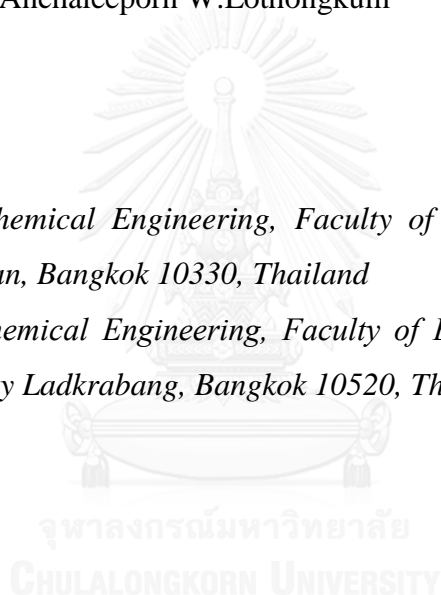 Anchaleeporn W.Lothongkum
hemical Engineering, Faculty of
an, Bangkok 10330, Thailand
hemical Engineering, Faculty of E
y Ladkrabang, Bangkok 10520, Th
จุฬาลงกรณ์มหาวิทยาลัย
CHULALONGKORN UNIVERSITY